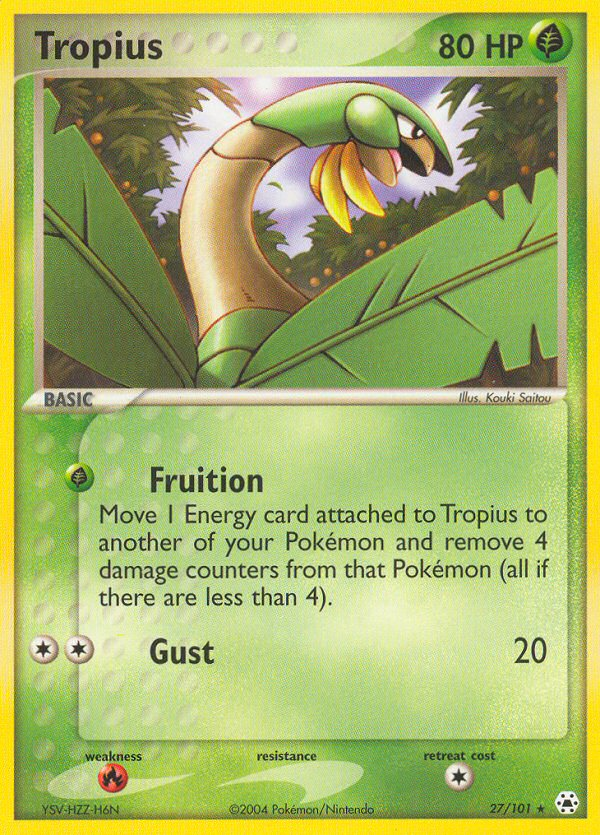 Tropius 80 HP
BASIC Illus. Kouki Saitou
Fruition
Move 1 Energy card attached to Tropius to
another of your Pokémon and remove 4
damage counters from that Pokémon (all if
there are less than 4).
Gust 20
weakness resistance retreat cost
YSV-HZZ-H6N ©2004 Pokémon/Nintendo 27/101 ★